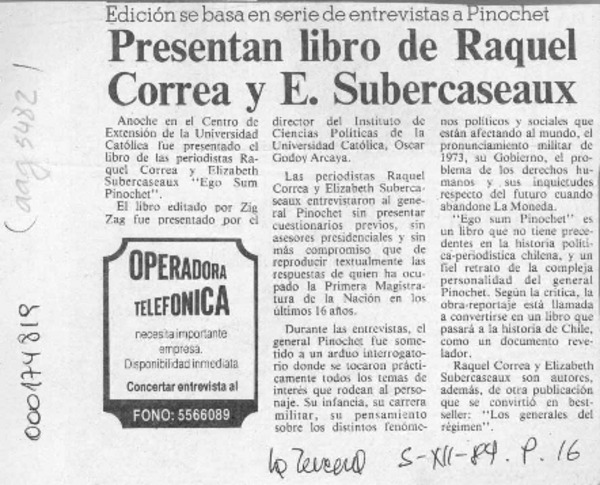 Edición se basa en serie de entrevistas a Pinochet
Presentan libro de Raquel
Correa y E. Subercaseaux
Anoche en el Centro de
Extensión de la Universidad
Católica fue presentado el
libro de las periodistas Ra-
quel Correa y Elizabeth
Subercaseaux "Ego Sum
Pinochet".
El libro editado por Zig
Zag fue presentado por el
director del Instituto de
Ciencias Políticas de la
Universidad Católica, Oscar
Godoy Arcaya.
Las periodistas Raquel
Correa y Elizabeth Suberca-
seaux entrevistaron al gene-
ral Pinochet sin presentar
cuestionarios previos, sin
asesores presidenciales y sin
más compromiso que de
reproducir textualmente las
respuestas de quien ha ocu-
pado la Primera Magistra-
tura de la Nación en los
últimos 16 años.
Durante las entrevistas, el
general Pinochet fue some-
tido a un arduo interrogato-
rio donde se tocaron prácti-
camente todos los temas de
interés que rodean al perso-
naje. Su infancia, su carrera
militar, su pensamiento
sobre los distintos fenóme-
nos políticos y sociales que
están afectando al mundo, el
pronunciamiento militar de
1973, su Gobierno, el pro-
blema de los derechos hu-
manos y sus inquietudes
respecto del futuro cuando
abandone La Moneda.
"Ego sum Pinochet" es
un libro que no tiene prece-
dentes en la historia políti-
ca-periodística chilena, y un
fiel retrato de la compleja
personalidad del general
Pinochet. Según la crítica, la
obra-reportaje está llamada
a convertirse en un libro que
pasará a la historia de Chile,
como un documento reve-
lador.
Raquel Correa y Elizabeth
Subercaseaux son autores,
además, de otra publicación
que se convirtió en best-
seller: "Los generales del
régimen".
OPERADORA
TELEFONICA
necesita importante
empresa.
Disponibilidad inmediata
Concertar entrevista al
FONO: 5566089
(aag 5482)
000174819
La Tercera 5-XII-89. P. 16